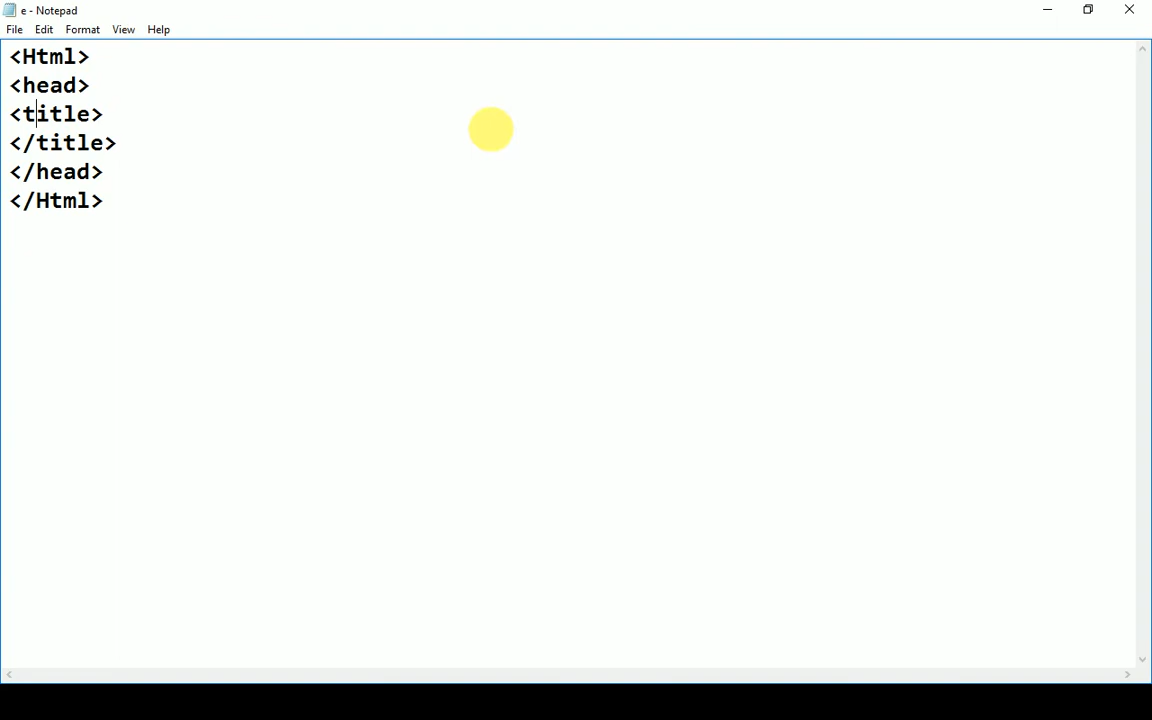 e - Notepad
File Edit Format View Help
<Html>
<head>
<title>
</title>
</head>
</Html>